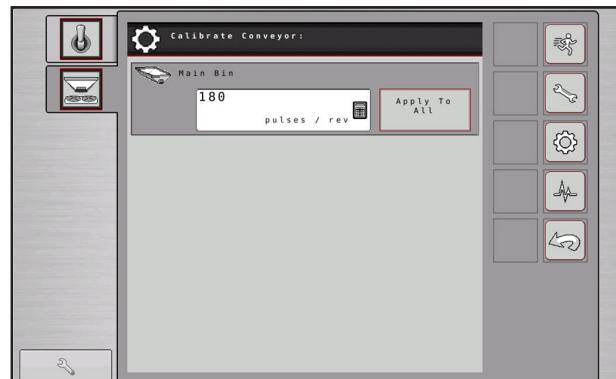 Calibrate Conveyor:
Main Bin
180
pulses / rev
Apply To
All